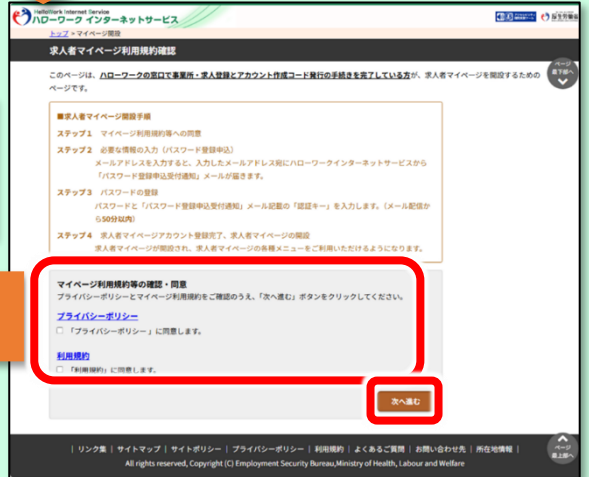 HelloWork Internet Service
ハローワーク インターネットサービス
厚生労働省
トップ > マイページ開設
求人者マイページ利用規約確認
ページ
最下部へ
このページは、ハローワークの窓口で事業所・求人登録とアカウント作成コード発行の手続きを完了している方が、求人者マイページを開設するための
ページです。
■求人者マイページ開設手順
ステップ1 マイページ利用規約等への同意
ステップ2 必要な情報の入力（パスワード登録申込）
メールアドレスを入力すると、入力したメールアドレス宛にハローワークインターネットサービスから
「パスワード登録申込受付通知」メールが届きます。
ステップ3 パスワードの登録
パスワードと「パスワード登録申込受付通知」メール記載の「認証キー」を入力します。（メール配信か
ら50分以内）
ステップ4 求人者マイページアカウント登録完了、求人者マイページの開設
求人者マイページが開設され、求人者マイページの各種メニューをご利用いただけるようになります。
マイページ利用規約等の確認・同意
プライバシーポリシーとマイページ利用規約をご確認のうえ、「次へ進む」ボタンをクリックしてください。
プライバシーポリシー
「プライバシーポリシー」に同意します。
利用規約
「利用規約」に同意します。
次へ進む
| リンク集 | サイトマップ | サイトポリシー | プライバシーポリシー | 利用規約 | よくあるご質問 | お問い合わせ先 | 所在地情報 |
All rights reserved, Copyright (C) Employment Security Bureau,Ministry of Health, Labour and Welfare
ページ
最上部へ